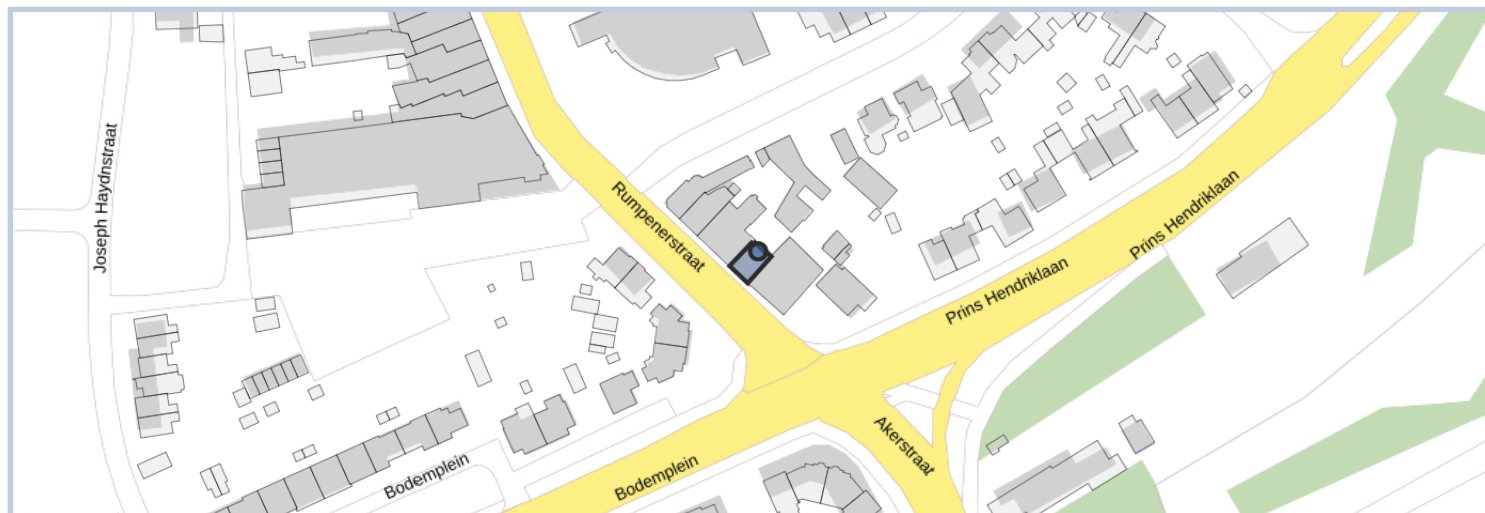 Joseph Haydnstraat
Rumpenerstraat
Prins Hendriklaan
Prins Hendriklaan
Akerstraat
Bodemplein
Bodemplein